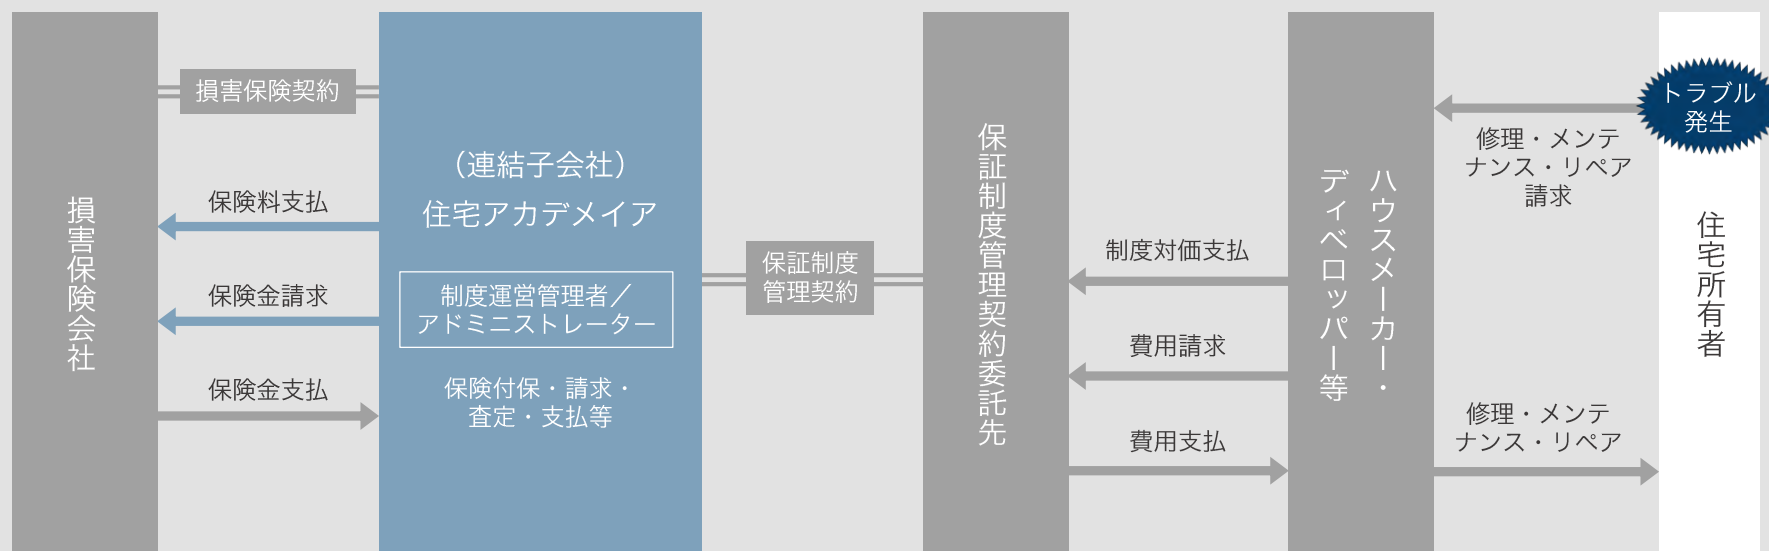 損害保険会社
損害保険契約
保険料支払
保険金請求
保険金支払
（連結子会社）
住宅アカデメイア
制度運営管理者／
アドミニストレーター
保険付保・請求・
査定・支払等
保証制度
管理契約
保証制度管理契約委託先
制度対価支払
費用請求
費用支払
ハウスメーカー・
ディベロッパー等
トラブル
発生
修理・メンテ
ナンス・リペア
請求
修理・メンテ
ナンス・リペア
住宅所有者